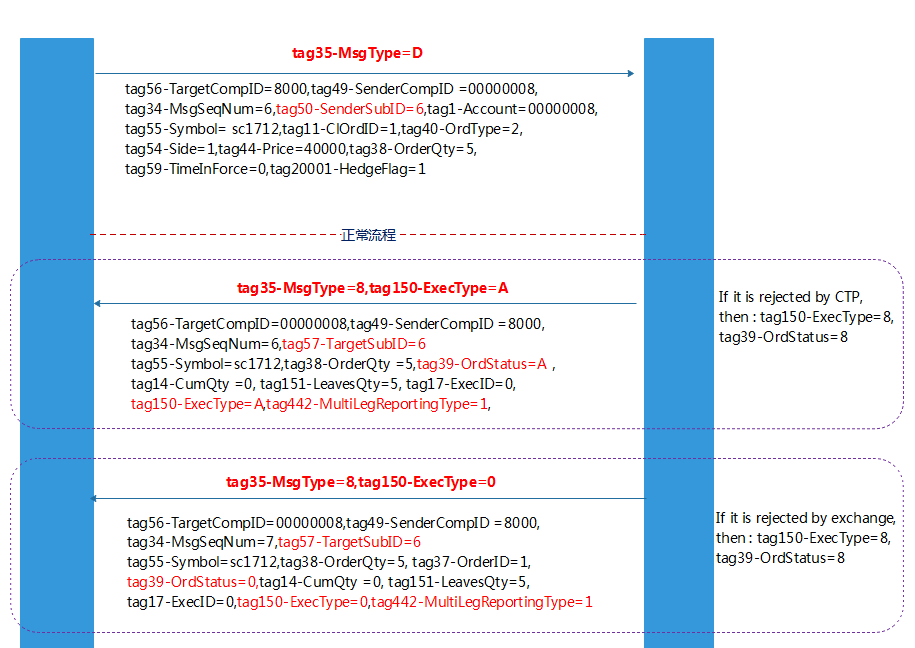 tag35-MsgType=D
tag56-TargetCompID=8000,tag49-SenderCompID =00000008,
tag34-MsgSeqNum=6,tag50-SenderSubID=6,tag1-Account=00000008,
tag55-Symbol= sc1712,tag11-ClOrdID=1,tag40-OrdType=2,
tag54-Side=1,tag44-Price=40000,tag38-OrderQty=5,
tag59-TimeInForce=0,tag20001-HedgeFlag=1
正常流程
tag35-MsgType=8,tag150-ExecType=A
tag56-TargetCompID=00000008,tag49-SenderCompID =8000,
tag34-MsgSeqNum=6,tag57-TargetSubID=6
tag55-Symbol=sc1712,tag38-OrderQty =5,tag39-OrdStatus=A ,
tag14-CumQty =0, tag151-LeavesQty=5, tag17-ExecID=0,
tag150-ExecType=A,tag442-MultiLegReportingType=1,
If it is rejected by CTP,
then : tag150-ExecType=8,
tag39-OrdStatus=8
tag35-MsgType=8,tag150-ExecType=0
tag56-TargetCompID=00000008,tag49-SenderCompID =8000,
tag34-MsgSeqNum=7,tag57-TargetSubID=6
tag55-Symbol=sc1712,tag38-OrderQty=5, tag37-OrderID=1,
tag39-OrdStatus=0,tag14-CumQty =0, tag151-LeavesQty=5,
tag17-ExecID=0,tag150-ExecType=0,tag442-MultiLegReportingType=1
If it is rejected by exchange,
then : tag150-ExecType=8,
tag39-OrdStatus=8